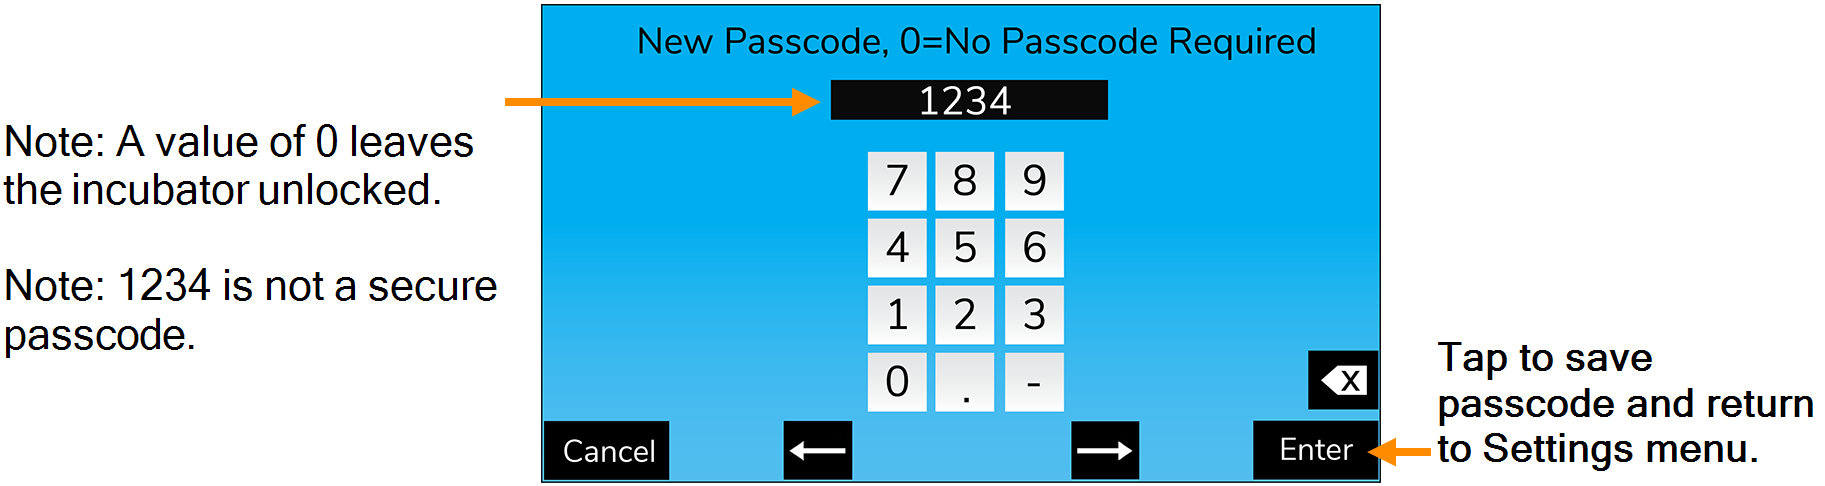 New Passcode, 0=No Passcode Required
1234
Note: A value of 0 leaves
the incubator unlocked.
Note: 1234 is not a secure
passcode.
7 8 9
4 5 6
1 2 3
0 . -
X
Cancel
Enter
Tap to save
passcode and return
to Settings menu.